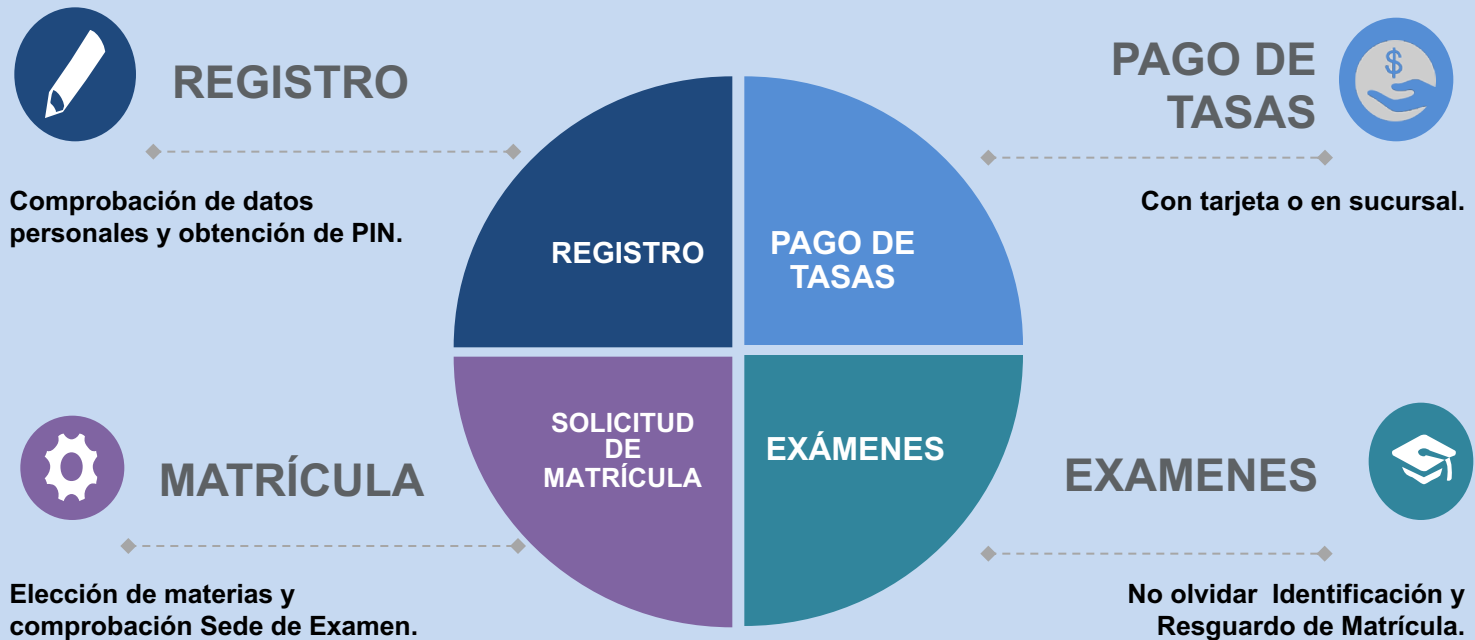 REGISTRO
Comprobación de datos
personales y obtención de PIN.
PAGO DE
TASAS
$
Con tarjeta o en sucursal.
REGISTRO
PAGO DE
TASAS
SOLICITUD
DE
MATRÍCULA
EXÁMENES
MATRÍCULA
Elección de materias y
comprobación Sede de Examen.
EXAMENES
No olvidar Identificación y
Resguardo de Matrícula.